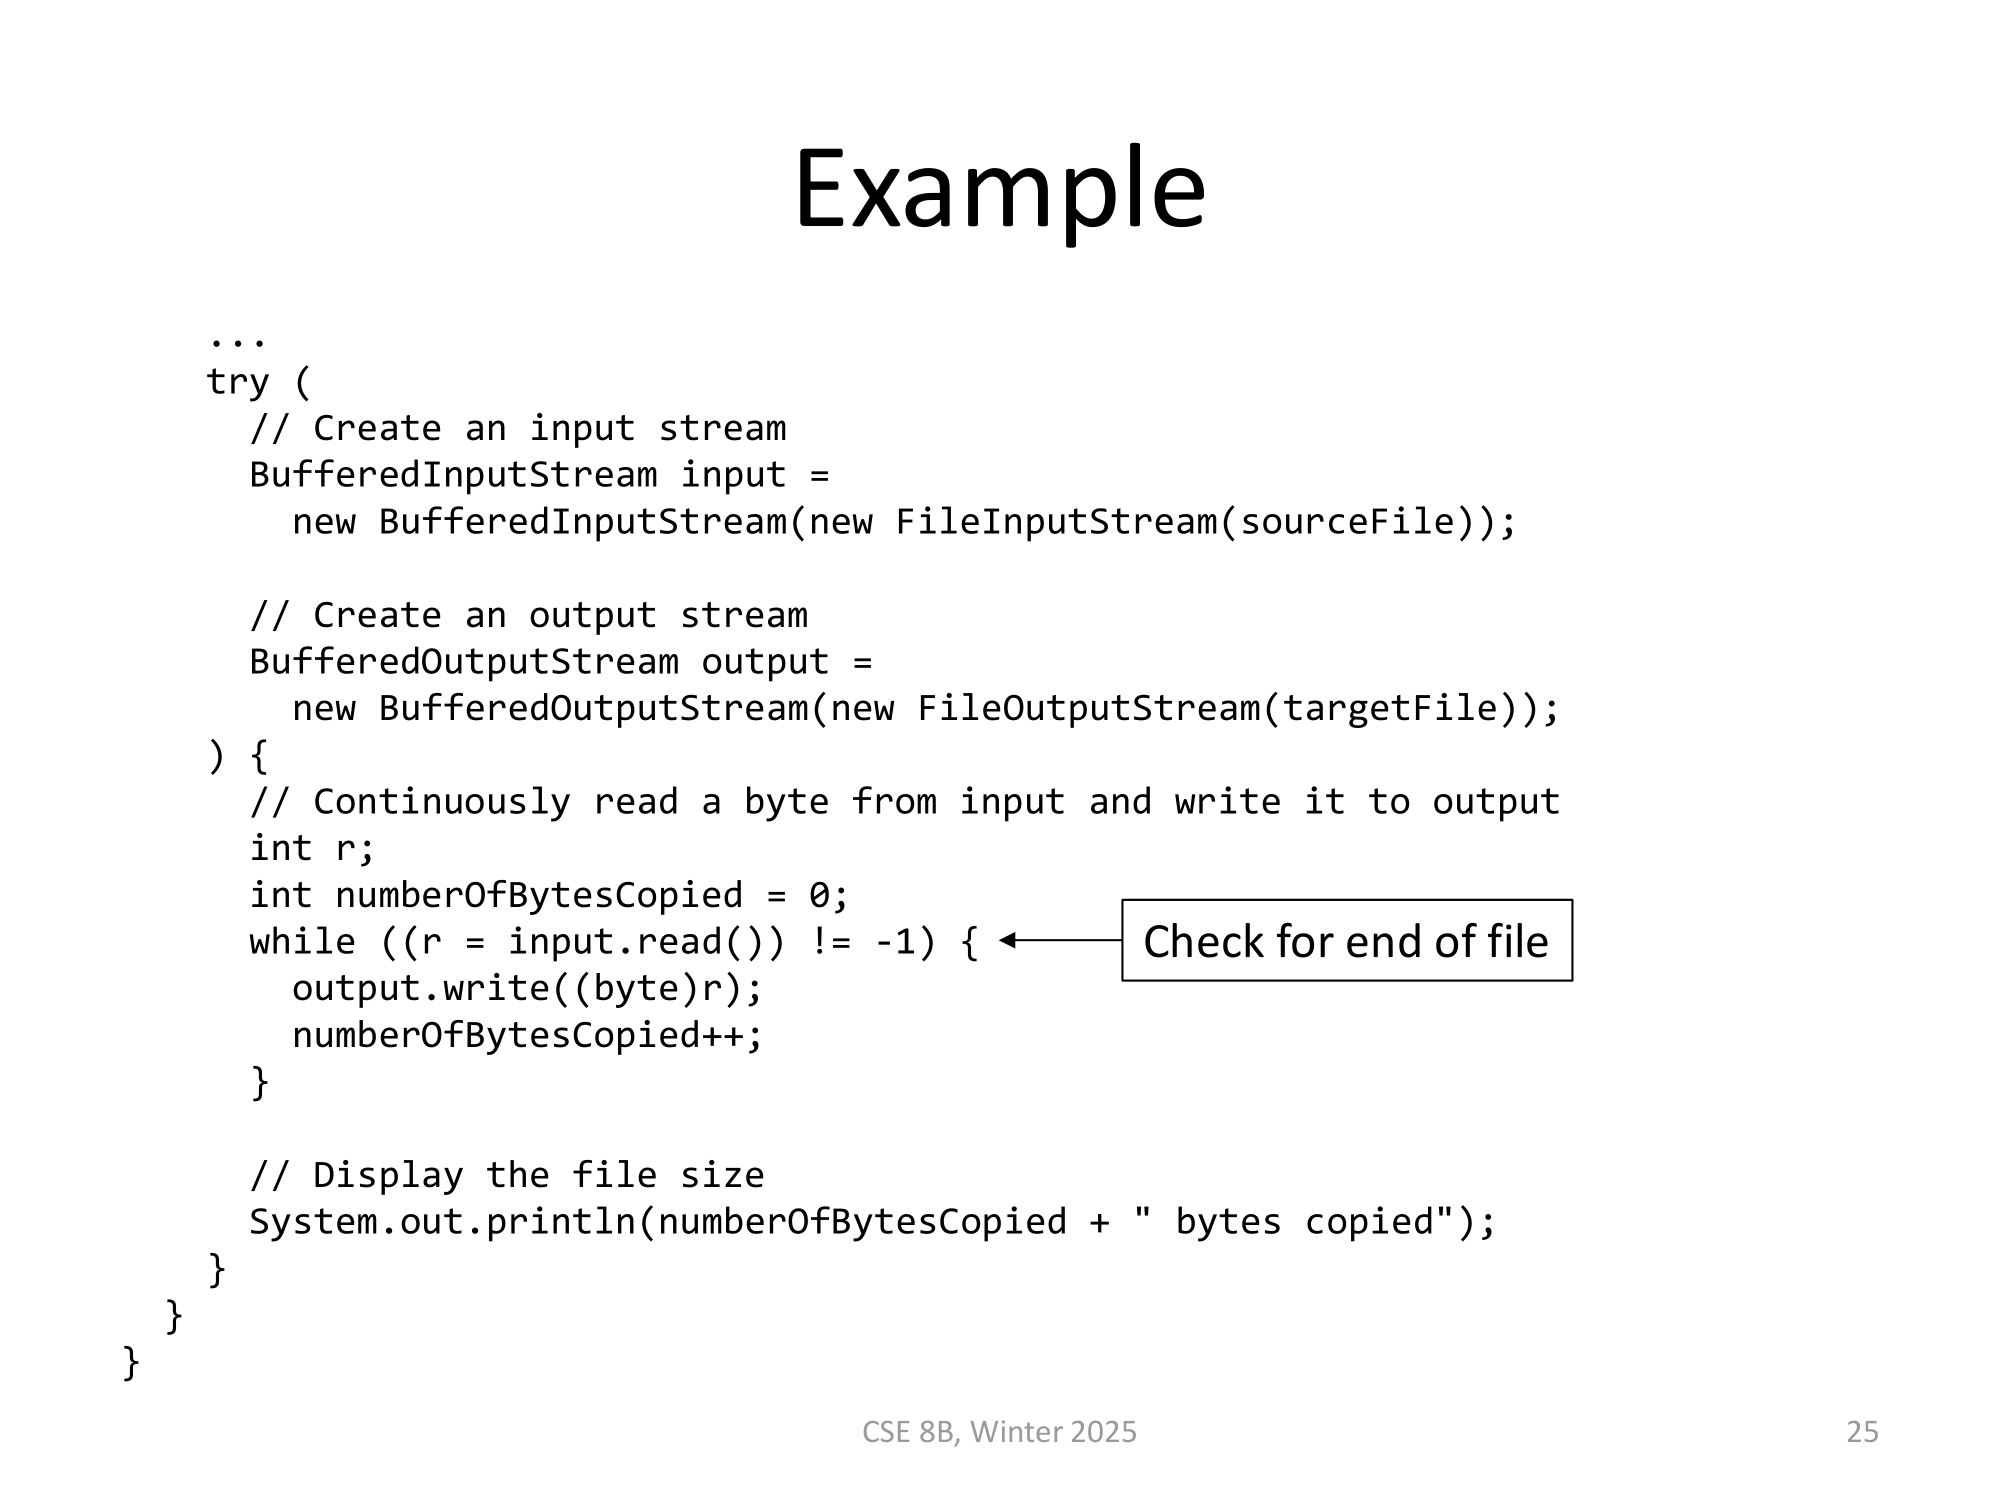 Example
...
try (
// Create an input stream
BufferedInputStream input =
new BufferedInputStream(new FileInputStream(sourceFile));
// Create an output stream
BufferedOutputStream output =
new BufferedOutputStream(new FileOutputStream(targetFile));
) {
// Continuously read a byte from input and write it to output
int r;
int numberOfBytesCopied = 0;
while ((r = input.read()) != -1) {
Check for end of file
output.write((byte)r);
numberOfBytesCopied++;
}
// Display the file size
System.out.println(numberOfBytesCopied + " bytes copied");
}
}
}
CSE 8B, Winter 2025
25